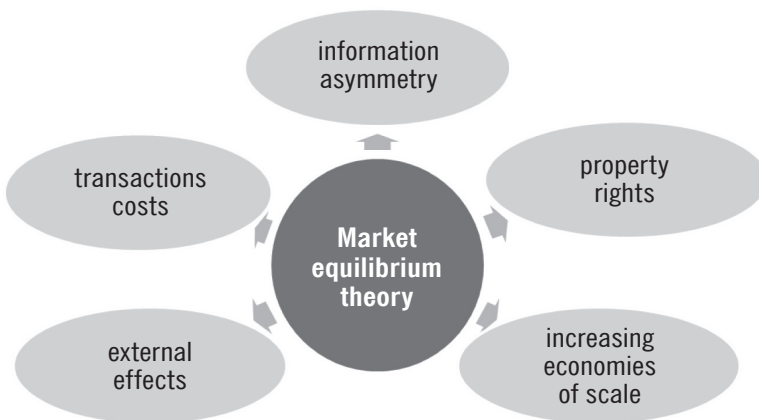 information
asymmetry
transactions
costs
property
rights
Market
equilibrium
theory
external
effects
increasing
economies
of scale